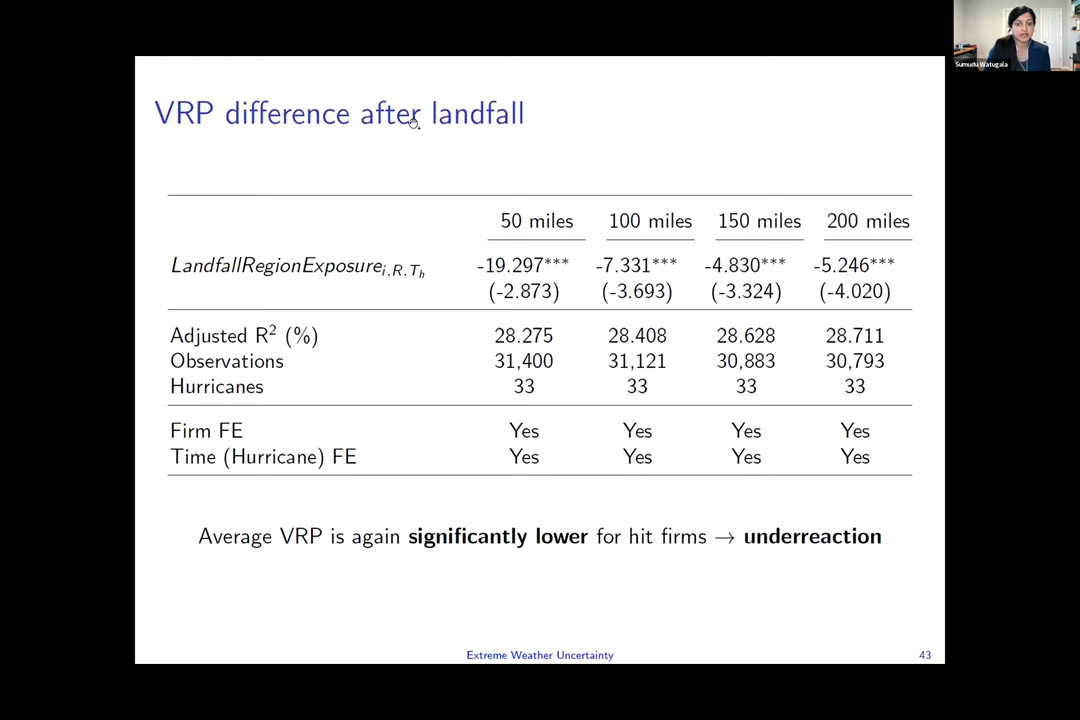 Sumudu Watugala
VRP difference after landfall
50 miles 100 miles 150 miles 200 miles
LandfallRegionExposure_{i,R,T_h} -19.297*** -7.331*** -4.830*** -5.246***
(-2.873) (-3.693) (-3.324) (-4.020)
Adjusted R² (%) 28.275 28.408 28.628 28.711
Observations 31,400 31,121 30,883 30,793
Hurricanes 33 33 33 33
Firm FE Yes Yes Yes Yes
Time (Hurricane) FE Yes Yes Yes Yes
Average VRP is again significantly lower for hit firms → underreaction
Extreme Weather Uncertainty 43